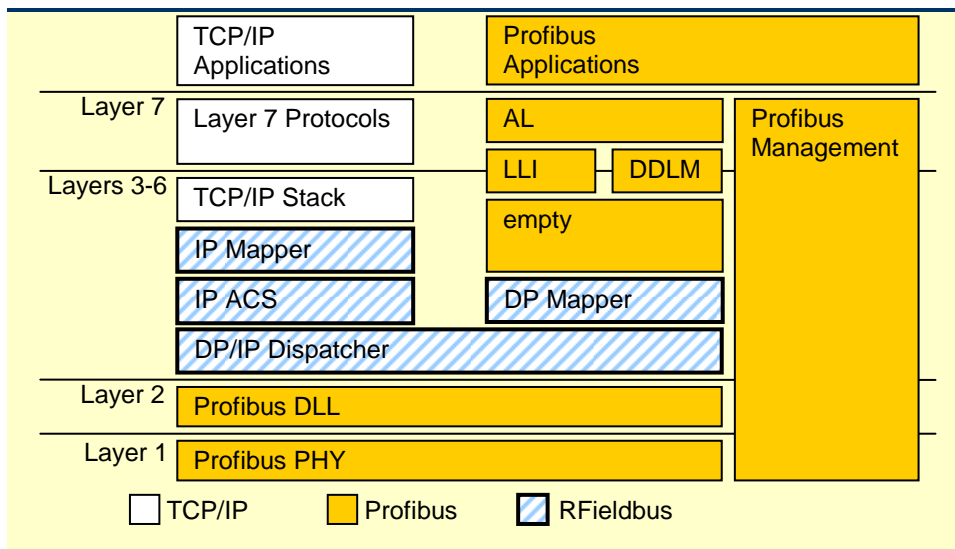 TCP/IP
Applications
Profibus
Applications
Layer 7
Layer 7 Protocols
AL
Profibus
Management
LLI
DDLM
Layers 3-6
TCP/IP Stack
empty
IP Mapper
IP ACS
DP Mapper
DP/IP Dispatcher
Layer 2
Profibus DLL
Layer 1
Profibus PHY
TCP/IP
Profibus
RFieldbus